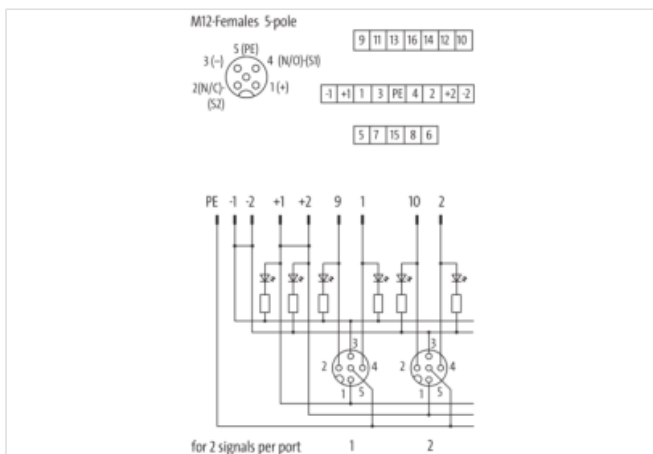 M12-Females 5-pole
5 (PE)
3 (–)
4 (N/O)-(S1)
2(N/C)-
(S2)
1 (+)
9 11 13 16 14 12 10
-1 +1 1 3 PE 4 2 +2 -2
5 7 15 8 6
PE -1 -2 +1 +2 9 1 10 2
3 3
2 4 2 4
1 5 1 5
for 2 signals per port 1 2